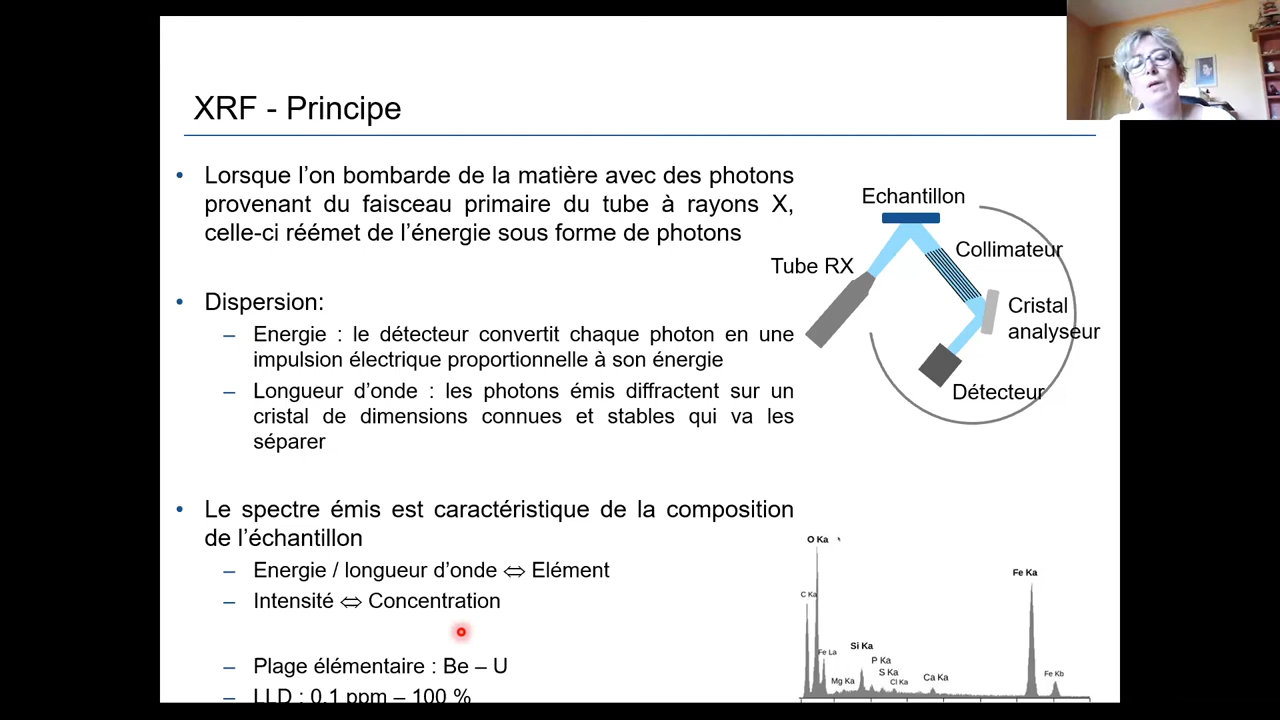 XRF - Principe
• Lorsque l’on bombarde de la matière avec des photons
provenant du faisceau primaire du tube à rayons X,
celle-ci réémet de l’énergie sous forme de photons
• Dispersion:
– Energie : le détecteur convertit chaque photon en une
impulsion électrique proportionnelle à son énergie
– Longueur d’onde : les photons émis diffractent sur un
cristal de dimensions connues et stables qui va les
séparer
• Le spectre émis est caractéristique de la composition
de l’échantillon
– Energie / longueur d’onde ⇔ Elément
– Intensité ⇔ Concentration
– Plage élémentaire : Be – U
– LLD : 0.1 ppm – 100 %
Echantillon
Collimateur
Tube RX
Cristal
analyseur
Détecteur
O Ka
C Ka
Fe La
Mg Ka
Si Ka
P Ka
S Ka
Cl Ka
Ca Ka
Fe Ka
Fe Kb